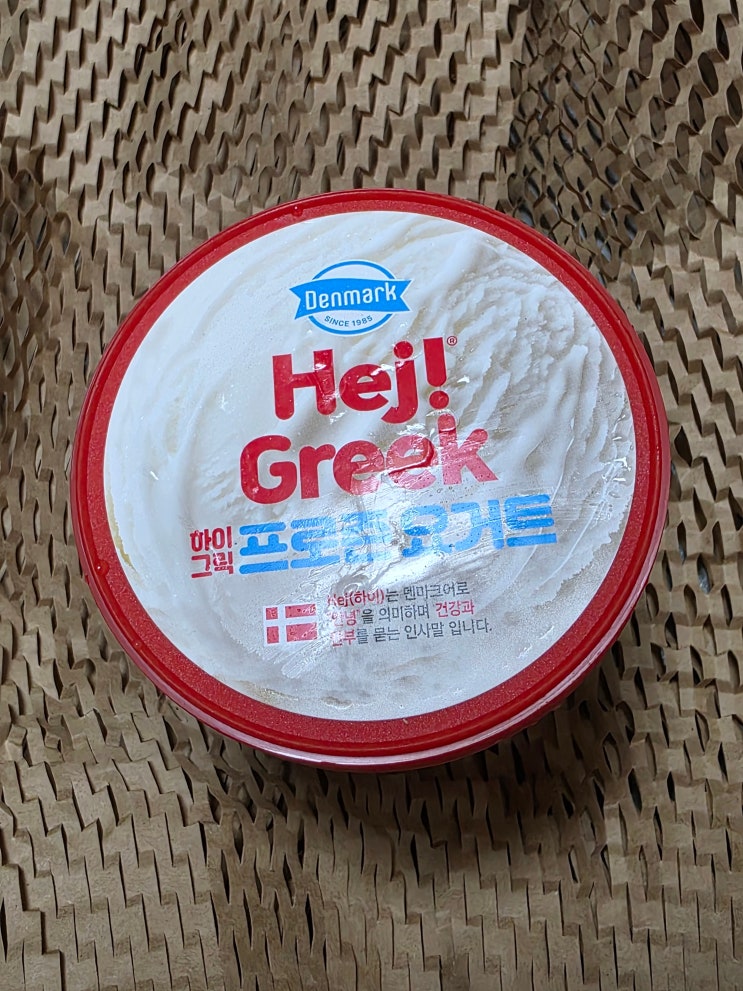 Denmark
SINCE 1985
Hej!®
Greek
하이
그릭
프로즌 요거트
Hej(하이)는 덴마크어로
"안녕"을 의미하며 건강과
안부를 묻는 인사말 입니다.